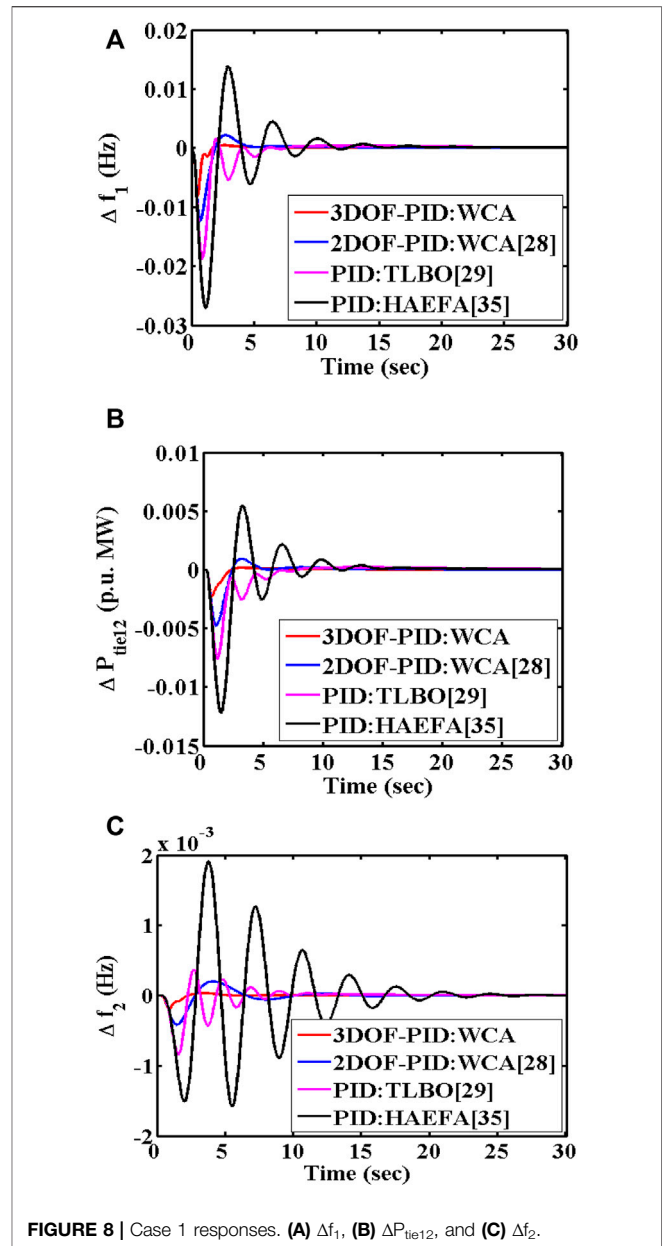 A
0.02
0.01
0
-0.01
-0.02
-0.03
Δ f1 (Hz)
3DOF-PID:WCA
2DOF-PID:WCA[28]
PID:TLBO[29]
PID:HAEFA[35]
0 5 10 15 20 25 30
Time (sec)
B
0.01
0.005
0
-0.005
-0.01
-0.015
Δ Ptie12 (p.u. MW)
3DOF-PID:WCA
2DOF-PID:WCA[28]
PID:TLBO[29]
PID:HAEFA[35]
0 5 10 15 20 25 30
Time (sec)
C
x 10-3
2
1
0
-1
-2
Δ f2 (Hz)
3DOF-PID:WCA
2DOF-PID:WCA[28]
PID:TLBO[29]
PID:HAEFA[35]
0 5 10 15 20 25 30
Time (sec)
FIGURE 8 | Case 1 responses. (A) Δf1, (B) ΔPtie12, and (C) Δf2.